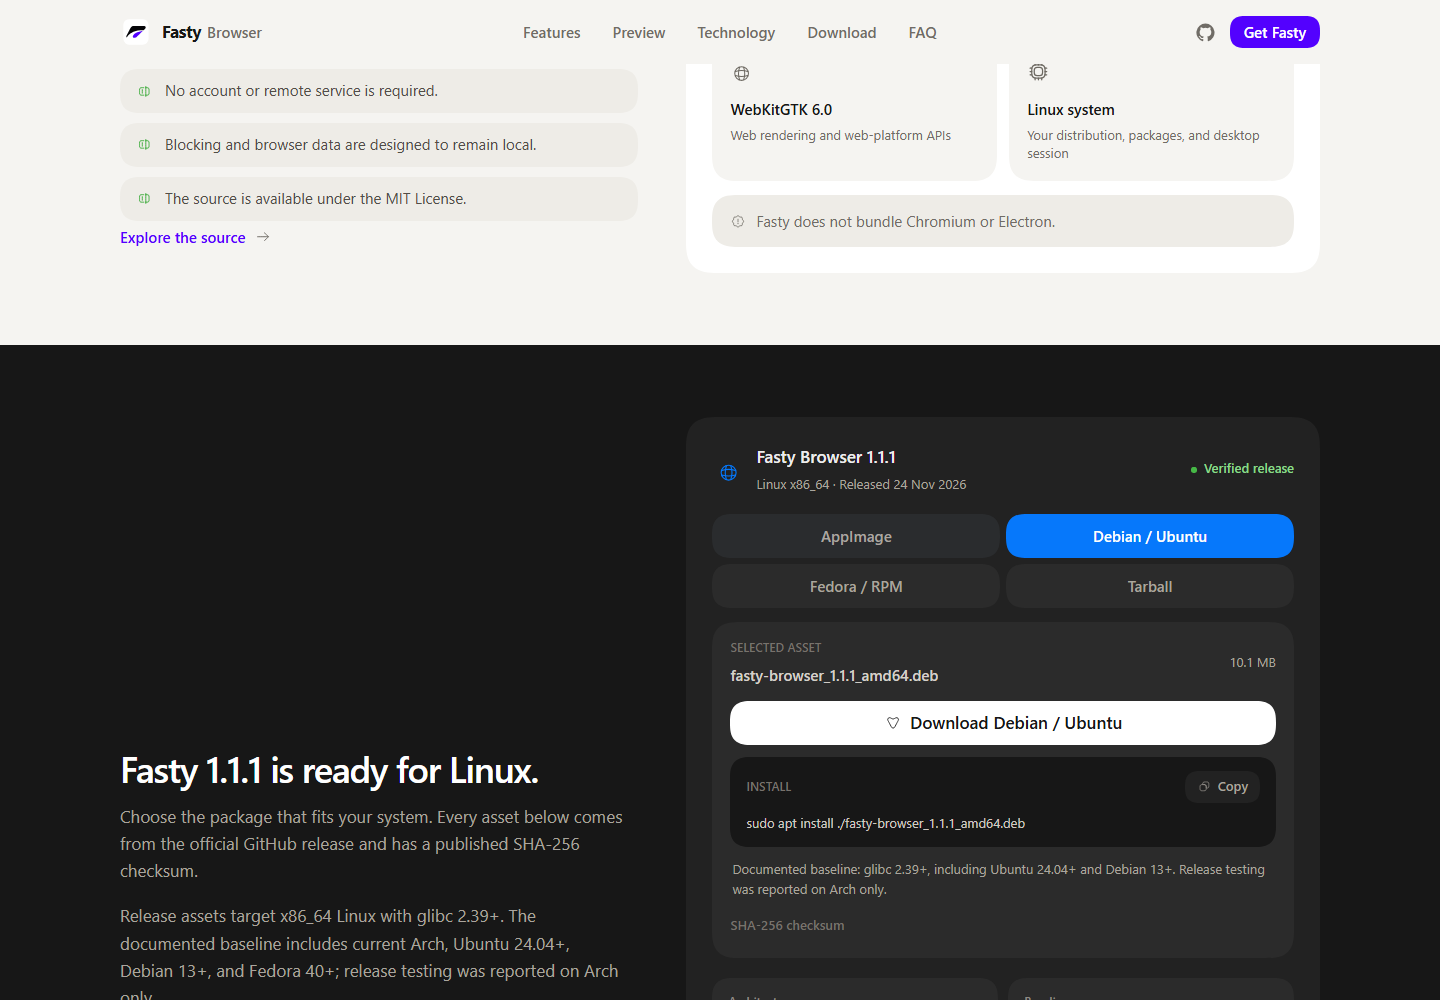 Fasty Browser
Features
Preview
Technology
Download
FAQ
Get Fasty
No account or remote service is required.
Blocking and browser data are designed to remain local.
The source is available under the MIT License.
Explore the source
WebKitGTK 6.0
Web rendering and web-platform APIs
Linux system
Your distribution, packages, and desktop
session
Fasty does not bundle Chromium or Electron.
Fasty 1.1.1 is ready for Linux.
Choose the package that fits your system. Every asset below comes
from the official GitHub release and has a published SHA-256
checksum.
Release assets target x86_64 Linux with glibc 2.39+. The
documented baseline includes current Arch, Ubuntu 24.04+,
Debian 13+, and Fedora 40+; release testing was reported on Arch
only.
Fasty Browser 1.1.1
Linux x86_64 · Released 24 Nov 2026
Verified release
AppImage
Debian / Ubuntu
Fedora / RPM
Tarball
SELECTED ASSET
fasty-browser_1.1.1_amd64.deb
10.1 MB
Download Debian / Ubuntu
INSTALL
Copy
sudo apt install ./fasty-browser_1.1.1_amd64.deb
Documented baseline: glibc 2.39+, including Ubuntu 24.04+ and Debian 13+. Release testing
was reported on Arch only.
SHA-256 checksum